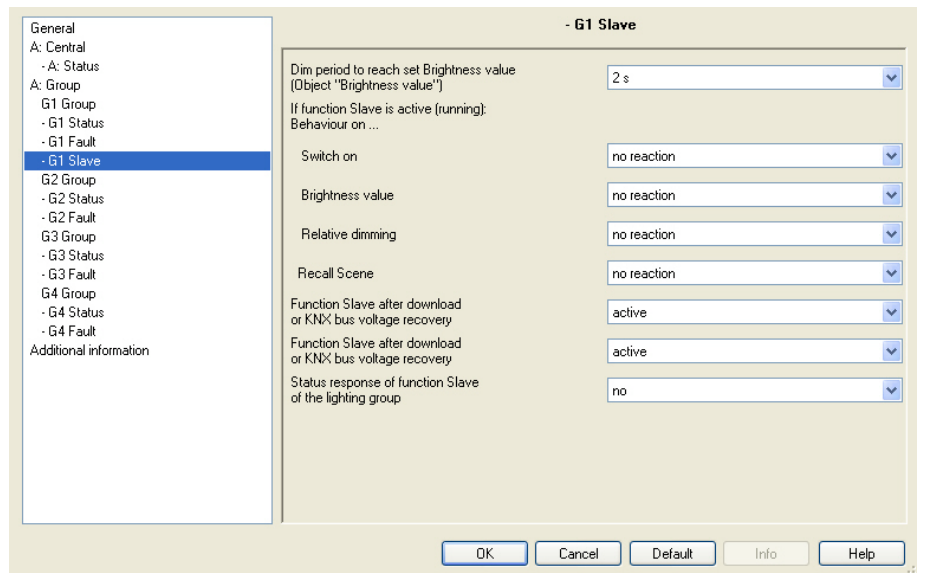 - G1 Slave
General
A: Central
- A: Status
A: Group
G1 Group
- G1 Status
- G1 Fault
- G1 Slave
G2 Group
- G2 Status
- G2 Fault
G3 Group
- G3 Status
- G3 Fault
G4 Group
- G4 Status
- G4 Fault
Additional information
Dim period to reach set Brightness value
(Object "Brightness value")
2 s
If function Slave is active (running):
Behaviour on ...
Switch on
no reaction
Brightness value
no reaction
Relative dimming
no reaction
Recall Scene
no reaction
Function Slave after download
or KNX bus voltage recovery
active
Function Slave after download
or KNX bus voltage recovery
active
Status response of function Slave
of the lighting group
no
OK
Cancel
Default
Info
Help